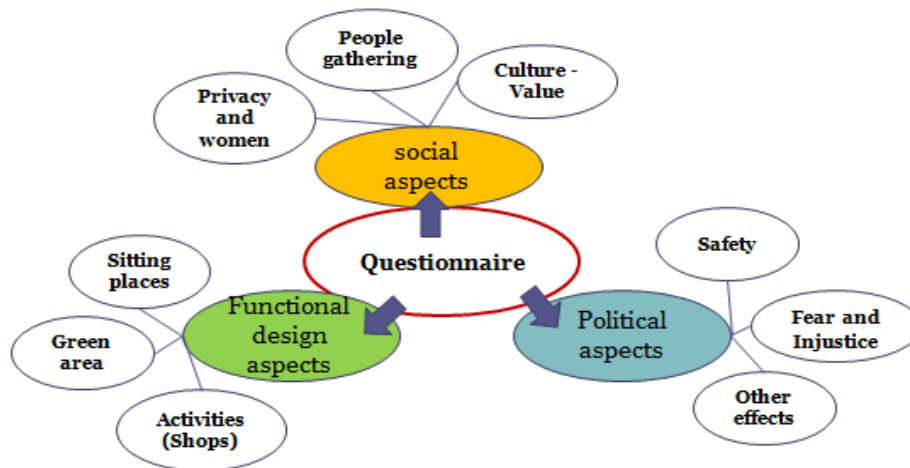 People
gathering
Culture -
Value
Privacy
and
women
social
aspects
Questionnaire
Sitting
places
Green
area
Activities
(Shops)
Functional
design
aspects
Political
aspects
Safety
Fear and
Injustice
Other
effects